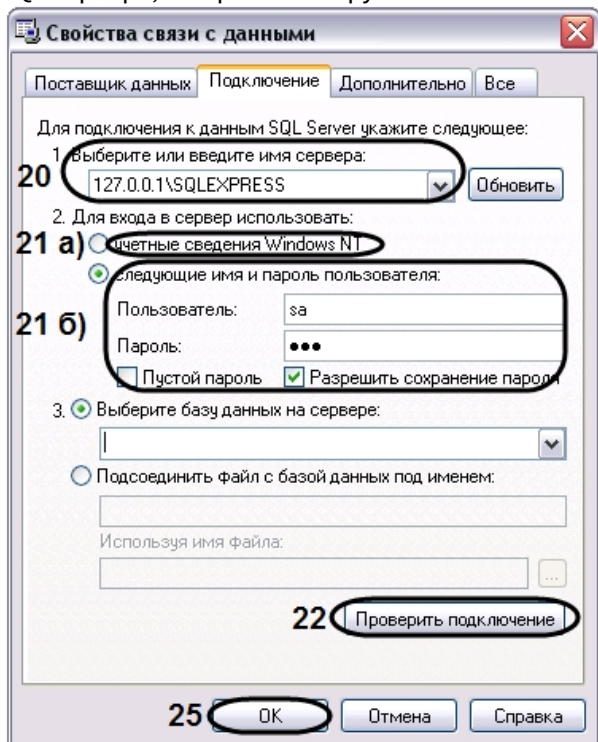 Свойства связи с данными
Поставщик данных Подключение Дополнительно Все
Для подключения к данным SQL Server укажите следующее:
1. Выберите или введите имя сервера:
20 127.0.0.1\SQLEXPRESS Обновить
2. Для входа в сервер использовать:
21 а) учетные сведения Windows NT
следующие имя и пароль пользователя:
21 б) Пользователь: sa
Пароль: ●●●
Пустой пароль Разрешить сохранение пароля
3. Выберите базу данных на сервере:
Подсоединить файл с базой данных под именем:
Используя имя файла:
...
22 Проверить подключение
25 OK Отмена Справка